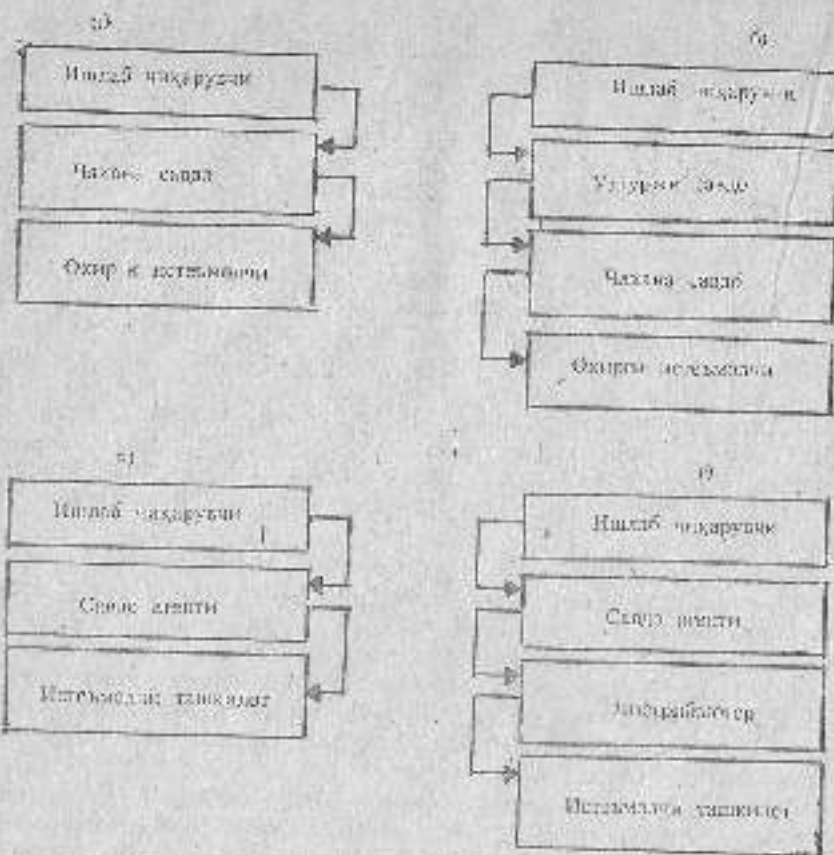 а)
Ишлаб чиқарувчи
Чакана савдо
Охирги истеъмолчи
б)
Ишлаб чиқарувчи
Улгуржи савдо
Чакана савдо
Охирги истеъмолчи
в)
Ишлаб чиқарувчи
Савдо агенти
Истеъмолчи ташкилот
г)
Ишлаб чиқарувчи
Савдо агенти
Истеъмолчи ташкилот